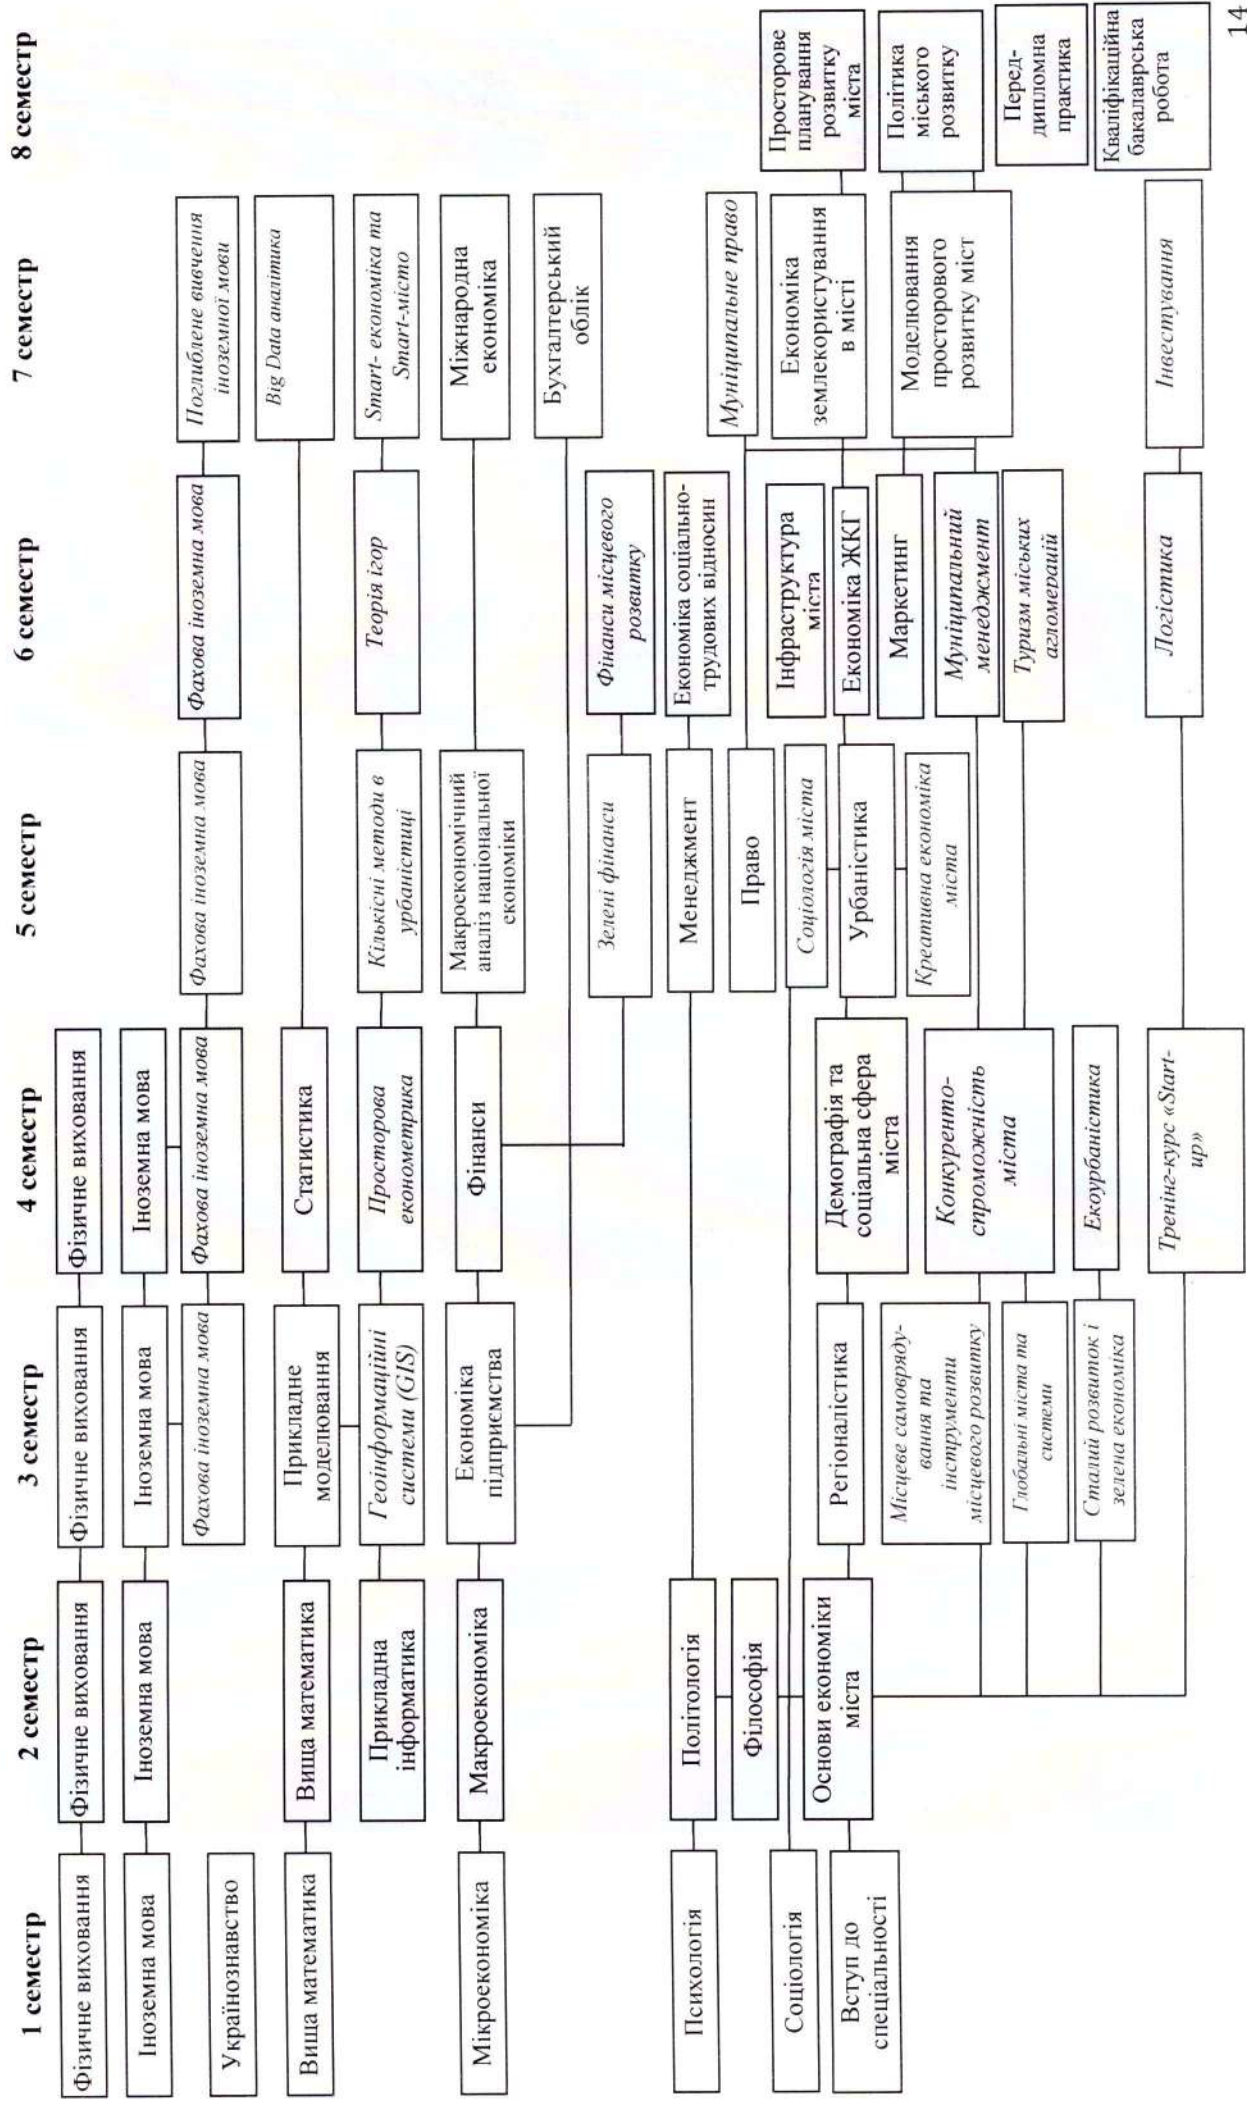 1 семестр
2 семестр
3 семестр
4 семестр
5 семестр
6 семестр
7 семестр
8 семестр
Фізичне виховання
Іноземна мова
Українознавство
Вища математика
Мікроекономіка
Психологія
Соціологія
Вступ до
спеціальності
Фізичне виховання
Іноземна мова
Вища математика
Прикладна
інформатика
Макроекономіка
Політологія
Філософія
Основи економіки
міста
Фізичне виховання
Іноземна мова
Фахова іноземна мова
Прикладне
моделювання
Геоінформаційні
системи (GIS)
Економіка
підприємства
Регіоналістика
Місцеве самовряду-
вання та
інструменти
місцевого розвитку
Глобальні міста та
системи
Сталий розвиток і
зелена економіка
Фізичне виховання
Іноземна мова
Фахова іноземна мова
Статистика
Просторова
економетрика
Фінанси
Демографія та
соціальна сфера
міста
Конкуренто-
спроможність
міста
Екоурбаністика
Тренінг-курс «Start-
up»
Фахова іноземна мова
Кількісні методи в
урбаністиці
Макроекономічний
аналіз національної
економіки
Зелені фінанси
Менеджмент
Право
Соціологія міста
Урбаністика
Креативна економіка
міста
Фахова іноземна мова
Теорія ігор
Фінанси місцевого
розвитку
Економіка соціально-
трудових відносин
Інфраструктура
міста
Економіка ЖКГ
Маркетинг
Муніципальний
менеджмент
Туризм міських
агломерацій
Логістика
Поглиблене вивчення
іноземної мови
Big Data аналітика
Smart- економіка та
Smart-місто
Міжнародна
економіка
Бухгалтерський
облік
Муніципальне право
Економіка
землекористування
в місті
Моделювання
просторового
розвитку міст
Інвестування
Просторове
планування
розвитку
міста
Політика
міського
розвитку
Перед-
дипломна
практика
Кваліфікаційна
бакалаврська
робота
14